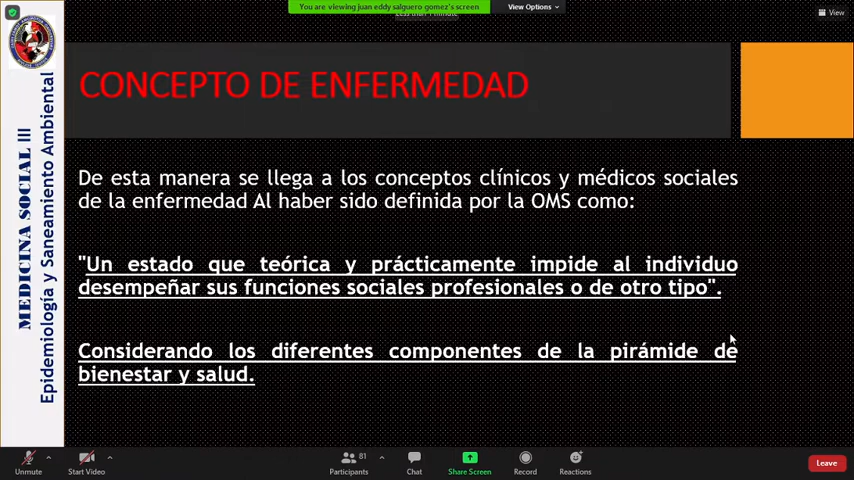 You are viewing juan eddy salguero gomez's screen
View Options
View
MEDICINA SOCIAL III
Epidemiología y Saneamiento Ambiental
CONCEPTO DE ENFERMEDAD
De esta manera se llega a los conceptos clínicos y médicos sociales
de la enfermedad Al haber sido definida por la OMS como:
"Un estado que teórica y prácticamente impide al individuo
desempeñar sus funciones sociales profesionales o de otro tipo".
Considerando los diferentes componentes de la pirámide de
bienestar y salud.
Unmute
Start Video
81
Participants
Chat
Share Screen
Record
Reactions
Leave